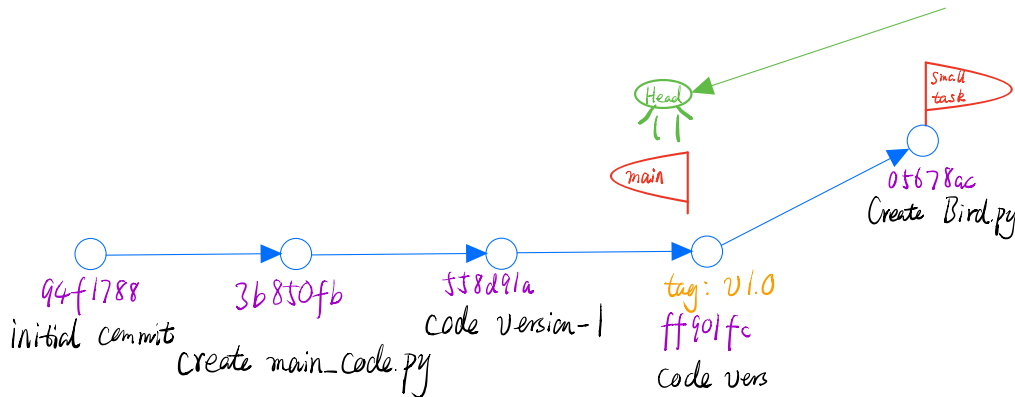 Head
small
task
main
05678ac
Create Bird.py
94f1788
initial commit
3b850fb
create main_code.py
558d91a
code version-1
tag: v1.0
ff901fc
code vers